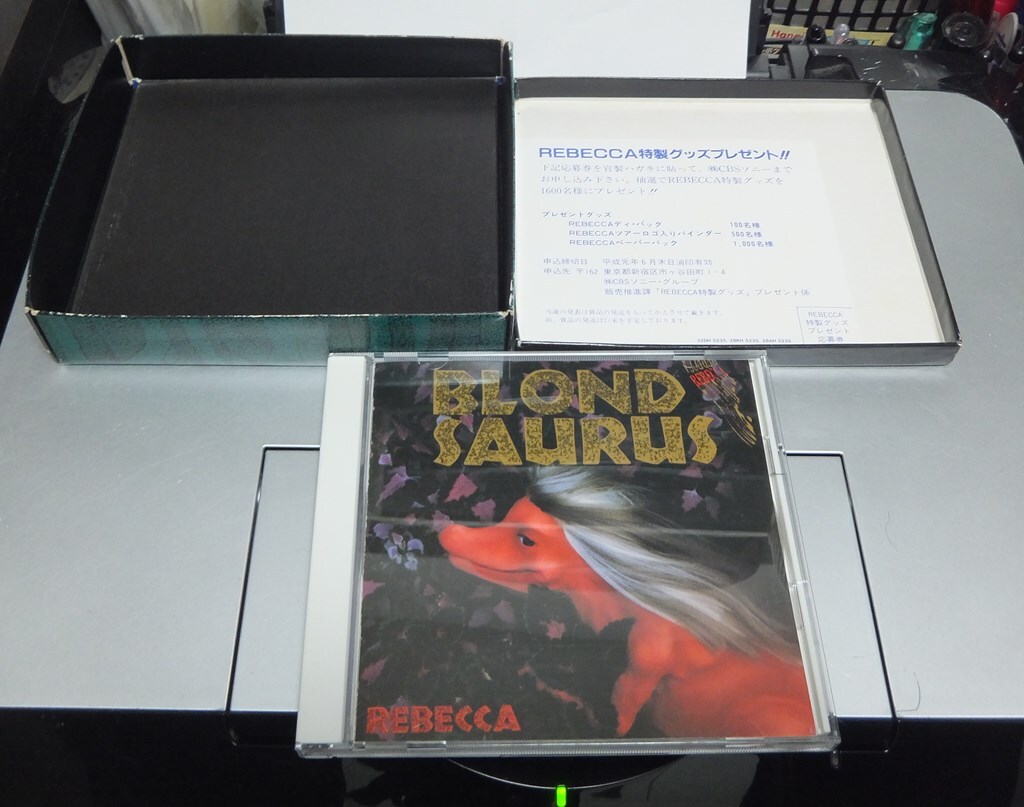 REBECCA特製グッズプレゼント!!
下記応募券を官製ハガキに貼って、㈱CBSソニーまで
お申し込み下さい。抽選でREBECCA特製グッズを
1600名様にプレゼント!!
プレゼントグッズ
REBECCAディ・バック 100名様
REBECCAツアーロゴ入りバインダー 500名様
REBECCAペーパーバック 1,000名様
申込締切日 平成元年6月末日消印有効
申込先 〒162 東京都新宿区市ヶ谷田町1-4
㈱CBSソニー・グループ
販売推進課「REBECCA特製グッズ」プレゼント係
REBECCA
特製グッズ
プレゼント
応募券
BLOND
SAURUS
REBECCA